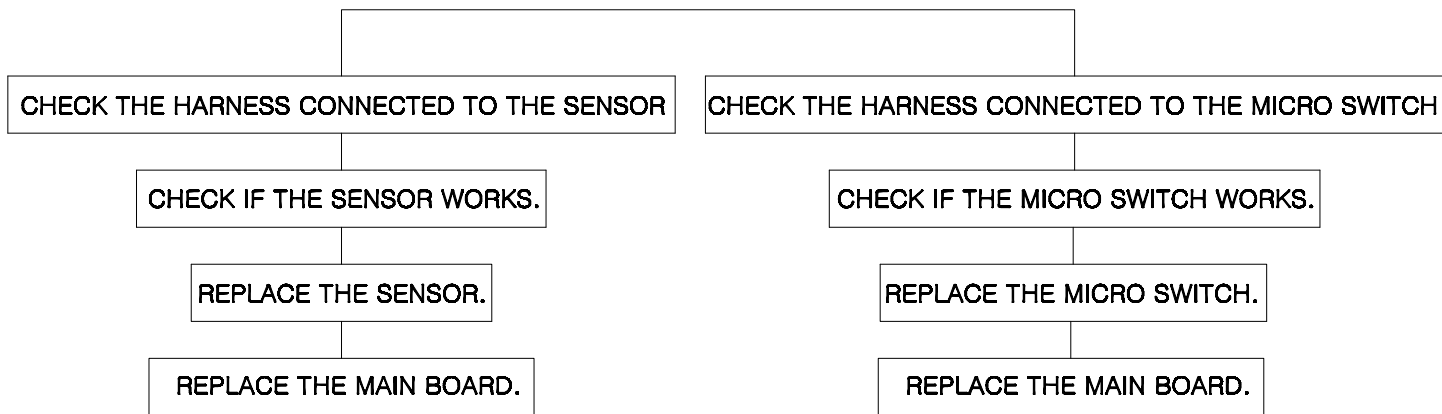 CHECK THE HARNESS CONNECTED TO THE SENSOR
CHECK IF THE SENSOR WORKS.
REPLACE THE SENSOR.
REPLACE THE MAIN BOARD.
CHECK THE HARNESS CONNECTED TO THE MICRO SWITCH
CHECK IF THE MICRO SWITCH WORKS.
REPLACE THE MICRO SWITCH.
REPLACE THE MAIN BOARD.